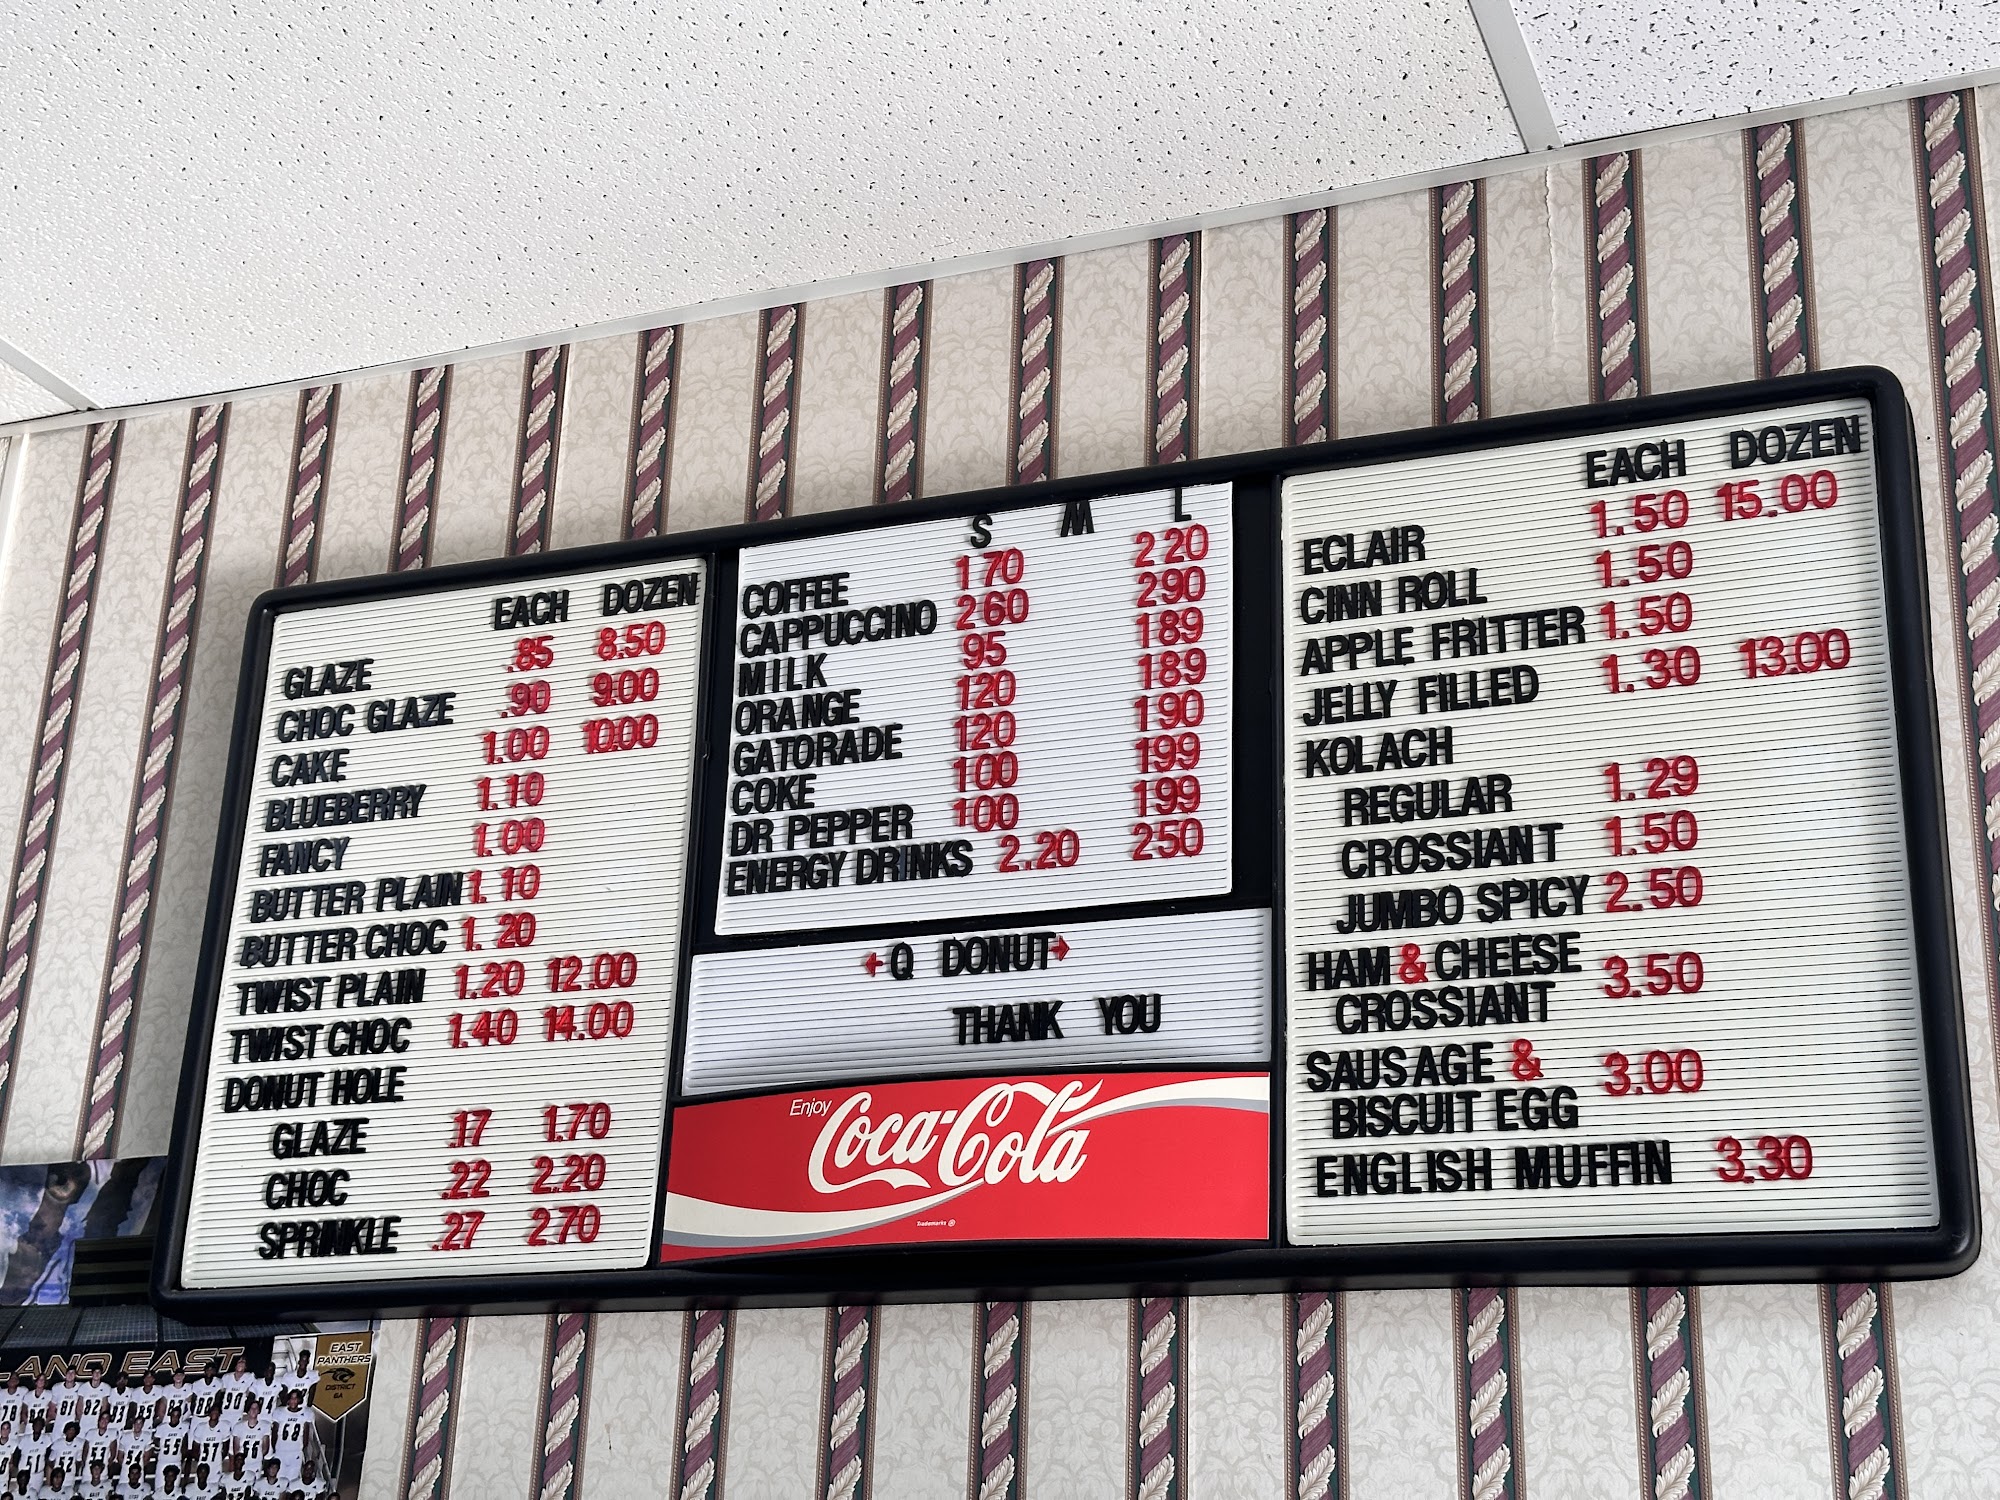 EACH DOZEN
GLAZE .85 8.50
CHOC GLAZE .90 9.00
CAKE 1.00 10.00
BLUEBERRY 1.10
FANCY 1.00
BUTTER PLAIN 1.10
BUTTER CHOC 1.20
TWIST PLAIN 1.20 12.00
TWIST CHOC 1.40 14.00
DONUT HOLE
GLAZE .17 1.70
CHOC .22 2.20
SPRINKLE .27 2.70
S M L
COFFEE 170 220
CAPPUCCINO 260 290
MILK 95 189
ORANGE 120 189
GATORADE 120 190
COKE 100 199
DR PEPPER 100 199
ENERGY DRINKS 2.20 250
←Q DONUT→
THANK YOU
Enjoy
Coca-Cola
Trademarks ®
EACH DOZEN
ECLAIR 1.50 15.00
CINN ROLL 1.50
APPLE FRITTER 1.50
JELLY FILLED 1.30 13.00
KOLACH
REGULAR 1.29
CROSSIANT 1.50
JUMBO SPICY 2.50
HAM & CHEESE
CROSSIANT 3.50
SAUSAGE &
BISCUIT EGG 3.00
ENGLISH MUFFIN 3.30
EAST
EAST
PANTHERS
DISTRICT
6A